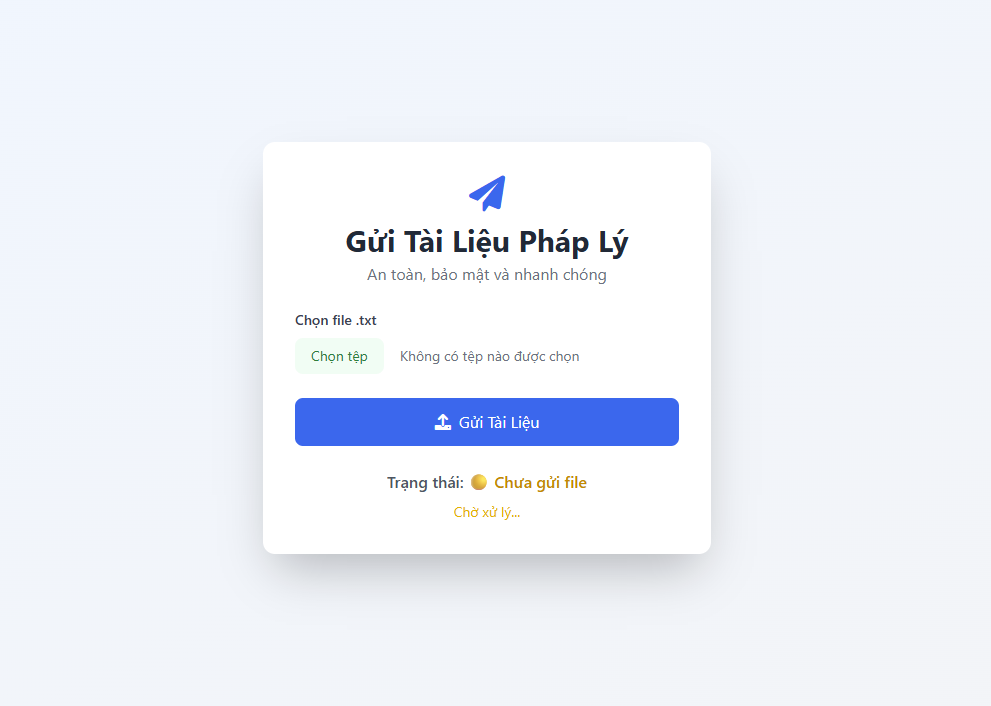 Gửi Tài Liệu Pháp Lý
An toàn, bảo mật và nhanh chóng
Chọn file .txt
Chọn tệp Không có tệp nào được chọn
Gửi Tài Liệu
Trạng thái: Chưa gửi file
Chờ xử lý...